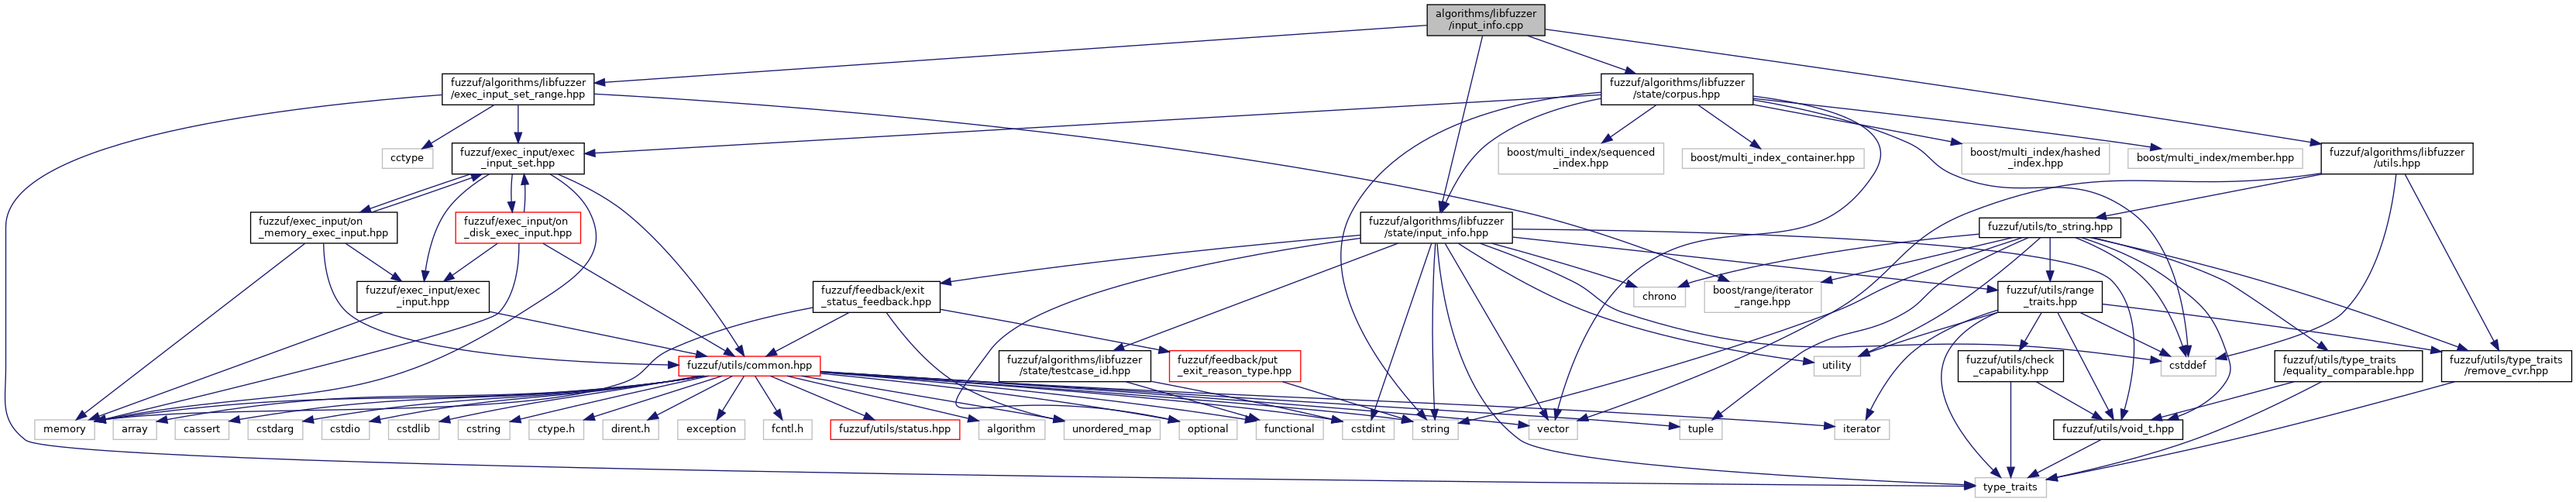 algorithms/libfuzzer
/input_info.cpp
fuzzuf/algorithms/libfuzzer
/exec_input_set_range.hpp
fuzzuf/algorithms/libfuzzer
/state/corpus.hpp
cctype
fuzzuf/exec_input/exec
_input_set.hpp
boost/multi_index/sequenced
_index.hpp
boost/multi_index_container.hpp
boost/multi_index/hashed
_index.hpp
boost/multi_index/member.hpp
fuzzuf/algorithms/libfuzzer
/utils.hpp
fuzzuf/exec_input/on
_memory_exec_input.hpp
fuzzuf/exec_input/on
_disk_exec_input.hpp
fuzzuf/algorithms/libfuzzer
/state/input_info.hpp
fuzzuf/utils/to_string.hpp
fuzzuf/exec_input/exec
_input.hpp
fuzzuf/feedback/exit
_status_feedback.hpp
chrono
boost/range/iterator
_range.hpp
fuzzuf/utils/range
_traits.hpp
fuzzuf/utils/common.hpp
fuzzuf/algorithms/libfuzzer
/state/testcase_id.hpp
fuzzuf/feedback/put
_exit_reason_type.hpp
utility
fuzzuf/utils/check
_capability.hpp
cstddef
fuzzuf/utils/type_traits
/equality_comparable.hpp
fuzzuf/utils/type_traits
/remove_cvr.hpp
memory
array
cassert
cstdarg
cstdio
cstdlib
cstring
ctype.h
dirent.h
exception
fcntl.h
fuzzuf/utils/status.hpp
algorithm
unordered_map
optional
functional
cstdint
string
vector
tuple
iterator
fuzzuf/utils/void_t.hpp
type_traits